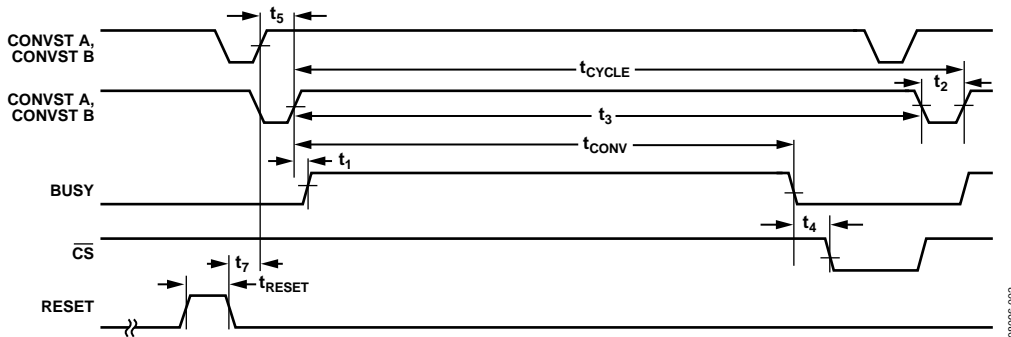 t5
CONVST A,
CONVST B
tCYCLE
t2
CONVST A,
CONVST B
t3
tCONV
t1
BUSY
t4
CS
t7
tRESET
RESET